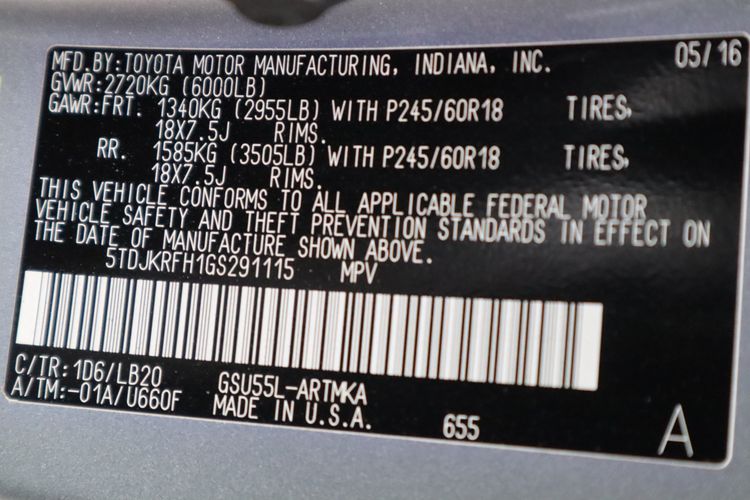 MFD.BY:TOYOTA MOTOR MANUFACTURING, INDIANA, INC. 05/16
GVWR:2720KG (6000LB)
GAWR:FRT. 1340KG (2955LB) WITH P245/60R18 TIRES,
18X7.5J RIMS.
RR. 1585KG (3505LB) WITH P245/60R18 TIRES,
18X7.5J RIMS.
THIS VEHICLE CONFORMS TO ALL APPLICABLE FEDERAL MOTOR
VEHICLE SAFETY AND THEFT PREVENTION STANDARDS IN EFFECT ON
THE DATE OF MANUFACTURE SHOWN ABOVE.
5TDJKRFH1GS291115 MPV
C/TR:1D6/LB20
A/TM:-01A/U660F
GSU55L-ARTMKA
MADE IN U.S.A.
655
A